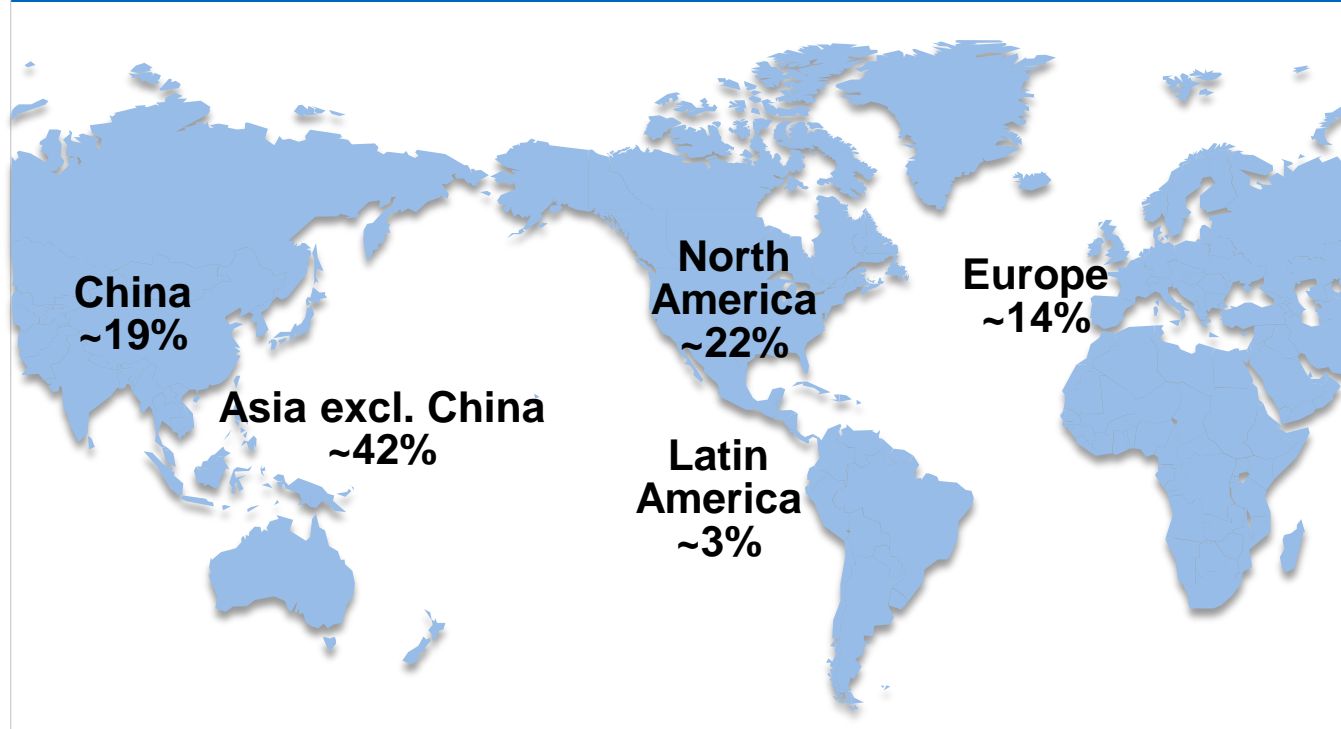 North
America
~22%
Europe
~14%
China
~19%
Asia excl. China
~42%
Latin
America
~3%